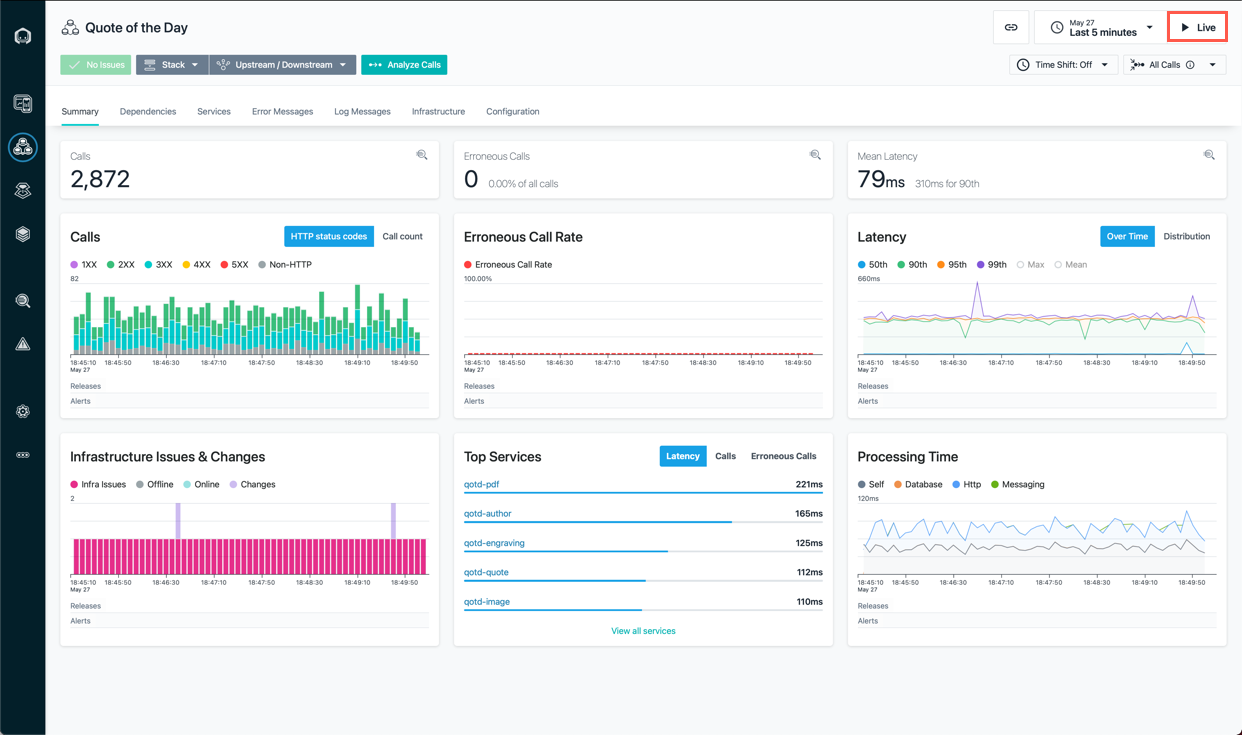 Quote of the Day
May 27
Last 5 minutes
Live
No Issues
Stack
Upstream / Downstream
Analyze Calls
Time Shift: Off
All Calls
Summary
Dependencies
Services
Error Messages
Log Messages
Infrastructure
Configuration
Calls
2,872
Erroneous Calls
0 0.00% of all calls
Mean Latency
79ms 310ms for 90th
Calls
HTTP status codes
Call count
1XX 2XX 3XX 4XX 5XX Non-HTTP
82
18:45:10 18:45:50 18:46:30 18:47:10 18:47:50 18:48:30 18:49:10 18:49:50
May 27
Releases
Alerts
Erroneous Call Rate
Erroneous Call Rate
100.00%
18:45:10 18:45:50 18:46:30 18:47:10 18:47:50 18:48:30 18:49:10 18:49:50
May 27
Releases
Alerts
Latency
Over Time
Distribution
50th 90th 95th 99th Max Mean
660ms
18:45:10 18:45:50 18:46:30 18:47:10 18:47:50 18:48:30 18:49:10 18:49:50
May 27
Releases
Alerts
Infrastructure Issues & Changes
Infra Issues Offline Online Changes
2
18:45:10 18:45:50 18:46:30 18:47:10 18:47:50 18:48:30 18:49:10 18:49:50
May 27
Releases
Alerts
Top Services
Latency
Calls
Erroneous Calls
qotd-pdf 221ms
qotd-author 165ms
qotd-engraving 125ms
qotd-quote 112ms
qotd-image 110ms
View all services
Processing Time
Self Database Http Messaging
120ms
18:45:10 18:45:50 18:46:30 18:47:10 18:47:50 18:48:30 18:49:10 18:49:50
May 27
Releases
Alerts